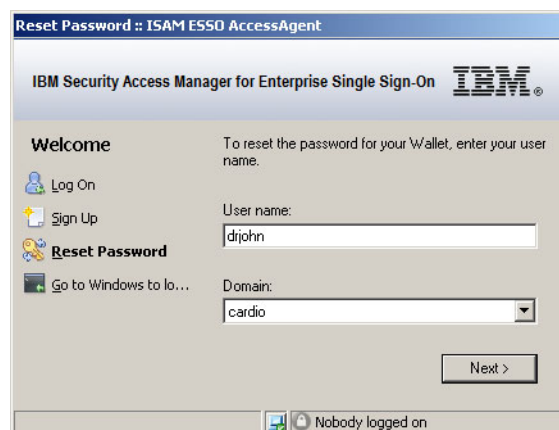 Reset Password :: ISAM ESSO AccessAgent
IBM Security Access Manager for Enterprise Single Sign-On
IBM®
Welcome
Log On
Sign Up
Reset Password
Go to Windows to lo...
To reset the password for your Wallet, enter your user
name.
User name:
drjohn
Domain:
cardio
Next >
Nobody logged on